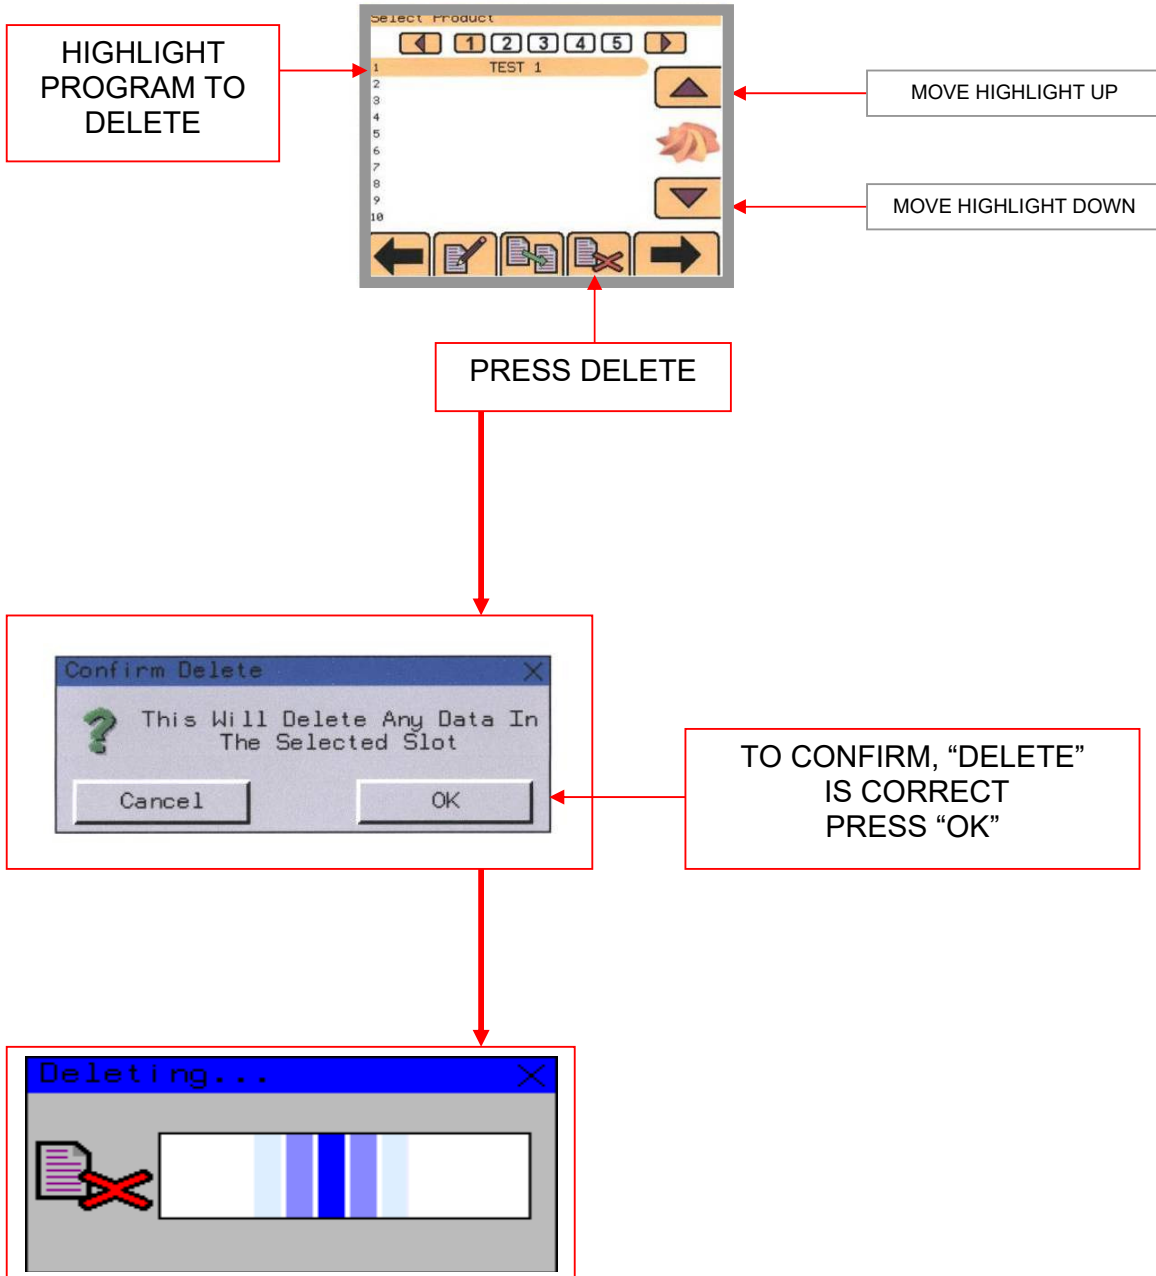 Select Product
1 2 3 4 5
HIGHLIGHT
PROGRAM TO
DELETE
1 TEST 1
2
3
4
5
6
7
8
9
10
MOVE HIGHLIGHT UP
MOVE HIGHLIGHT DOWN
PRESS DELETE
Confirm Delete
This Will Delete Any Data In
The Selected Slot
Cancel OK
TO CONFIRM, “DELETE”
IS CORRECT
PRESS “OK”
Deleting...